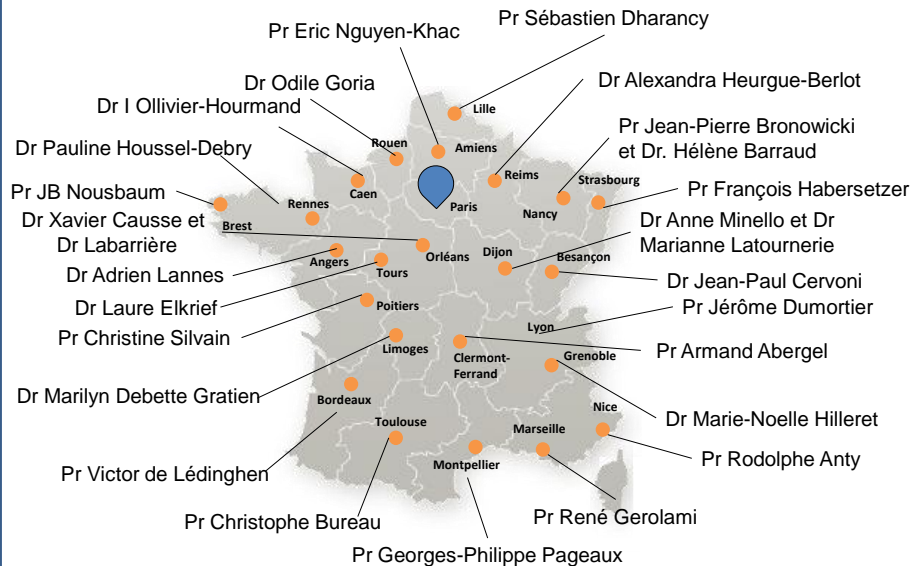 Pr Sébastien Dharancy
Pr Eric Nguyen-Khac
Dr Odile Goria
Dr Alexandra Heurgue-Berlot
Dr I Ollivier-Hourmand
Lille
Pr Jean-Pierre Bronowicki
et Dr. Hélène Barraud
Rouen
Amiens
Dr Pauline Houssel-Debry
Reims
Strasbourg
Pr JB Nousbaum
Caen
Pr François Habersetzer
Rennes
Paris
Nancy
Dr Xavier Causse et
Dr Labarrière
Brest
Dr Anne Minello et Dr
Marianne Latournerie
Orléans
Dijon
Besançon
Angers
Dr Adrien Lannes
Tours
Dr Jean-Paul Cervoni
Dr Laure Elkrief
Poitiers
Pr Jérôme Dumortier
Lyon
Pr Christine Silvain
Limoges
Clermont-
Ferrand
Grenoble
Pr Armand Abergel
Dr Marilyn Debette Gratien
Bordeaux
Nice
Dr Marie-Noelle Hilleret
Toulouse
Marseille
Montpellier
Pr Rodolphe Anty
Pr Victor de Lédinghen
Pr Christophe Bureau
Pr René Gerolami
Pr Georges-Philippe Pageaux